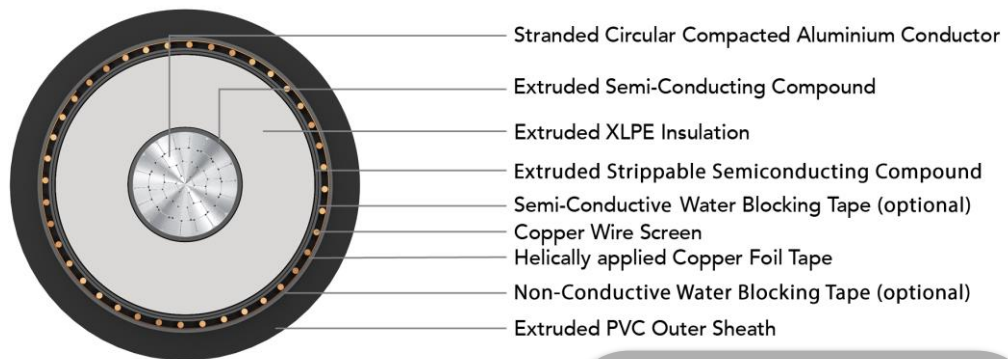 Stranded Circular Compacted Aluminium Conductor
Extruded Semi-Conducting Compound
Extruded XLPE Insulation
Extruded Strippable Semiconducting Compound
Semi-Conductive Water Blocking Tape (optional)
Copper Wire Screen
Helically applied Copper Foil Tape
Non-Conductive Water Blocking Tape (optional)
Extruded PVC Outer Sheath